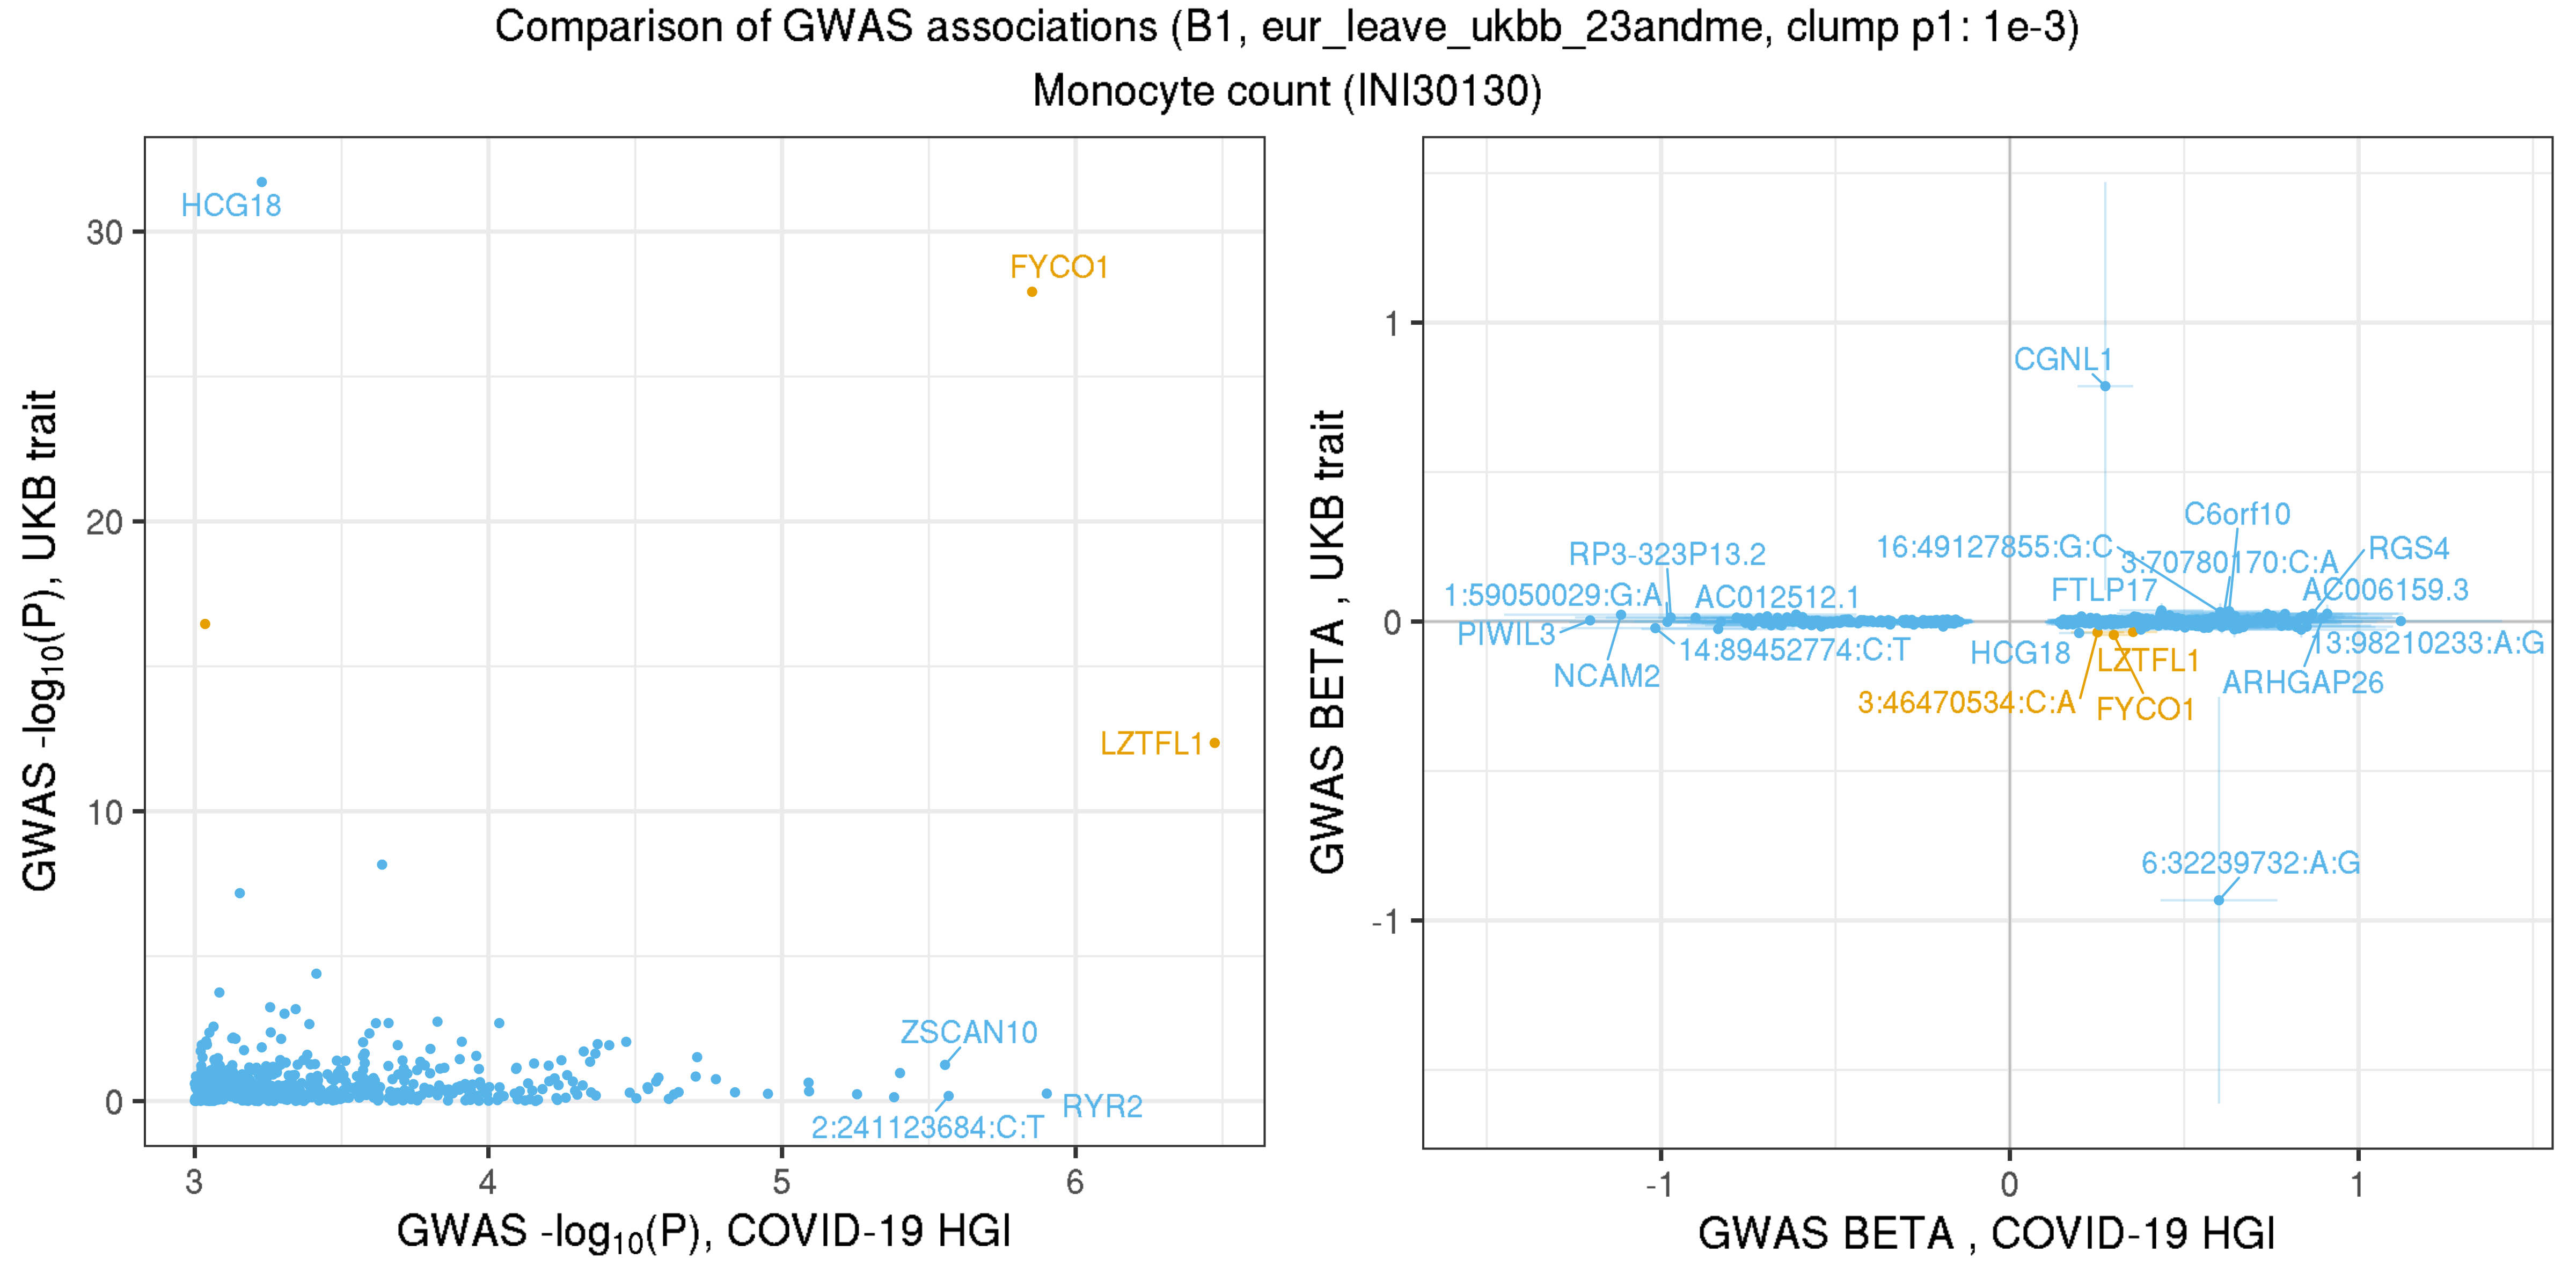 Comparison of GWAS associations (B1, eur_leave_ukbb_23andme, clump p1: 1e-3)
Monocyte count (INI30130)
GWAS -log10(P), UKB trait
30
20
10
0
HCG18
FYCO1
LZTFL1
ZSCAN10
RYR2
2:241123684:C:T
3 4 5 6
GWAS -log10(P), COVID-19 HGI
GWAS BETA , UKB trait
1
0
-1
CGNL1
C6orf10
16:49127855:G:C
RGS4
RP3-323P13.2
3:70780170:C:A
FTLP17
AC006159.3
1:59050029:G:A
AC012512.1
PIWIL3
14:89452774:C:T
HCG18
LZTFL1
13:98210233:A:G
NCAM2
ARHGAP26
3:46470534:C:A
FYCO1
6:32239732:A:G
-1 0 1
GWAS BETA , COVID-19 HGI